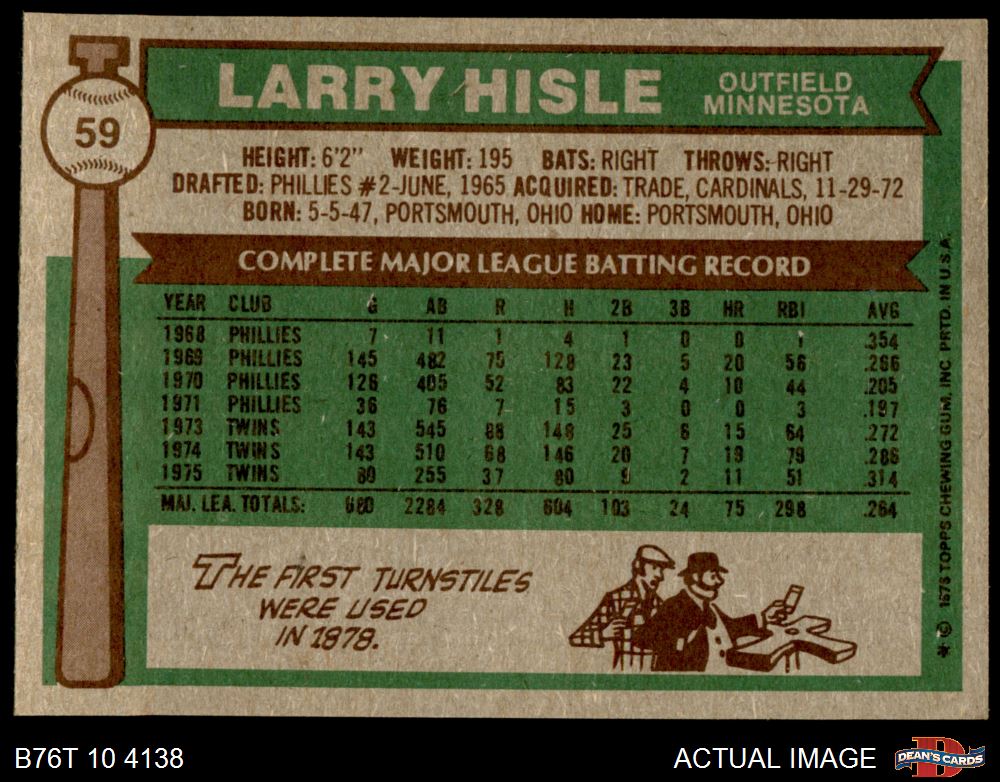 59
LARRY HISLE
OUTFIELD
MINNESOTA
HEIGHT: 6'2" WEIGHT: 195 BATS: RIGHT THROWS: RIGHT
DRAFTED: PHILLIES #2-JUNE, 1965 ACQUIRED: TRADE, CARDINALS, 11-29-72
BORN: 5-5-47, PORTSMOUTH, OHIO HOME: PORTSMOUTH, OHIO
COMPLETE MAJOR LEAGUE BATTING RECORD
YEAR CLUB G AB R H 2B 3B HR RBI AVG
1968 PHILLIES 7 11 1 4 1 0 0 1 .354
1969 PHILLIES 145 482 75 128 23 5 20 56 .266
1970 PHILLIES 126 405 52 83 22 4 10 44 .205
1971 PHILLIES 36 76 7 15 3 0 0 3 .197
1973 TWINS 143 545 88 148 25 6 15 64 .272
1974 TWINS 143 510 68 146 20 7 19 79 .286
1975 TWINS 80 255 37 80 9 2 11 51 .314
MAJ. LEA. TOTALS: 680 2284 328 604 103 24 75 298 .264
THE FIRST TURNSTILES
WERE USED
IN 1878.
* © 1976 TOPPS CHEWING GUM, INC. PRTD. IN U.S.A.
B76T 10 4138
ACTUAL IMAGE
D
DEAN'S CARDS